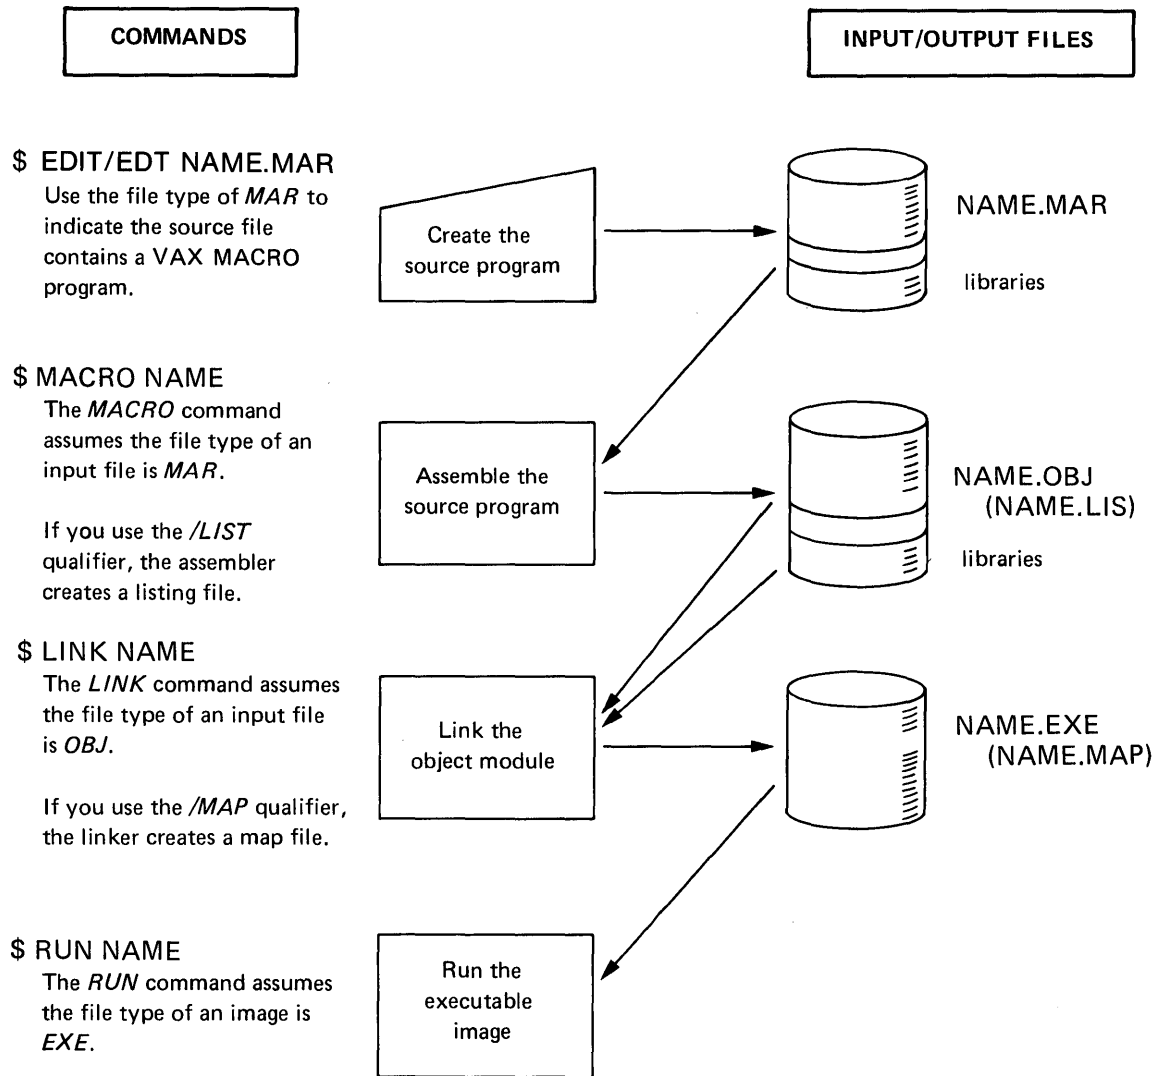 COMMANDS
INPUT/OUTPUT FILES
$ EDIT/EDT NAME.MAR
Use the file type of MAR to
indicate the source file
contains a VAX MACRO
program.
Create the
source program
NAME.MAR
libraries
$ MACRO NAME
The MACRO command
assumes the file type of an
input file is MAR.
If you use the /LIST
qualifier, the assembler
creates a listing file.
Assemble the
source program
NAME.OBJ
(NAME.LIS)
libraries
$ LINK NAME
The LINK command assumes
the file type of an input file
is OBJ.
If you use the /MAP qualifier,
the linker creates a map file.
Link the
object module
NAME.EXE
(NAME.MAP)
$ RUN NAME
The RUN command assumes
the file type of an image is
EXE.
Run the
executable
image